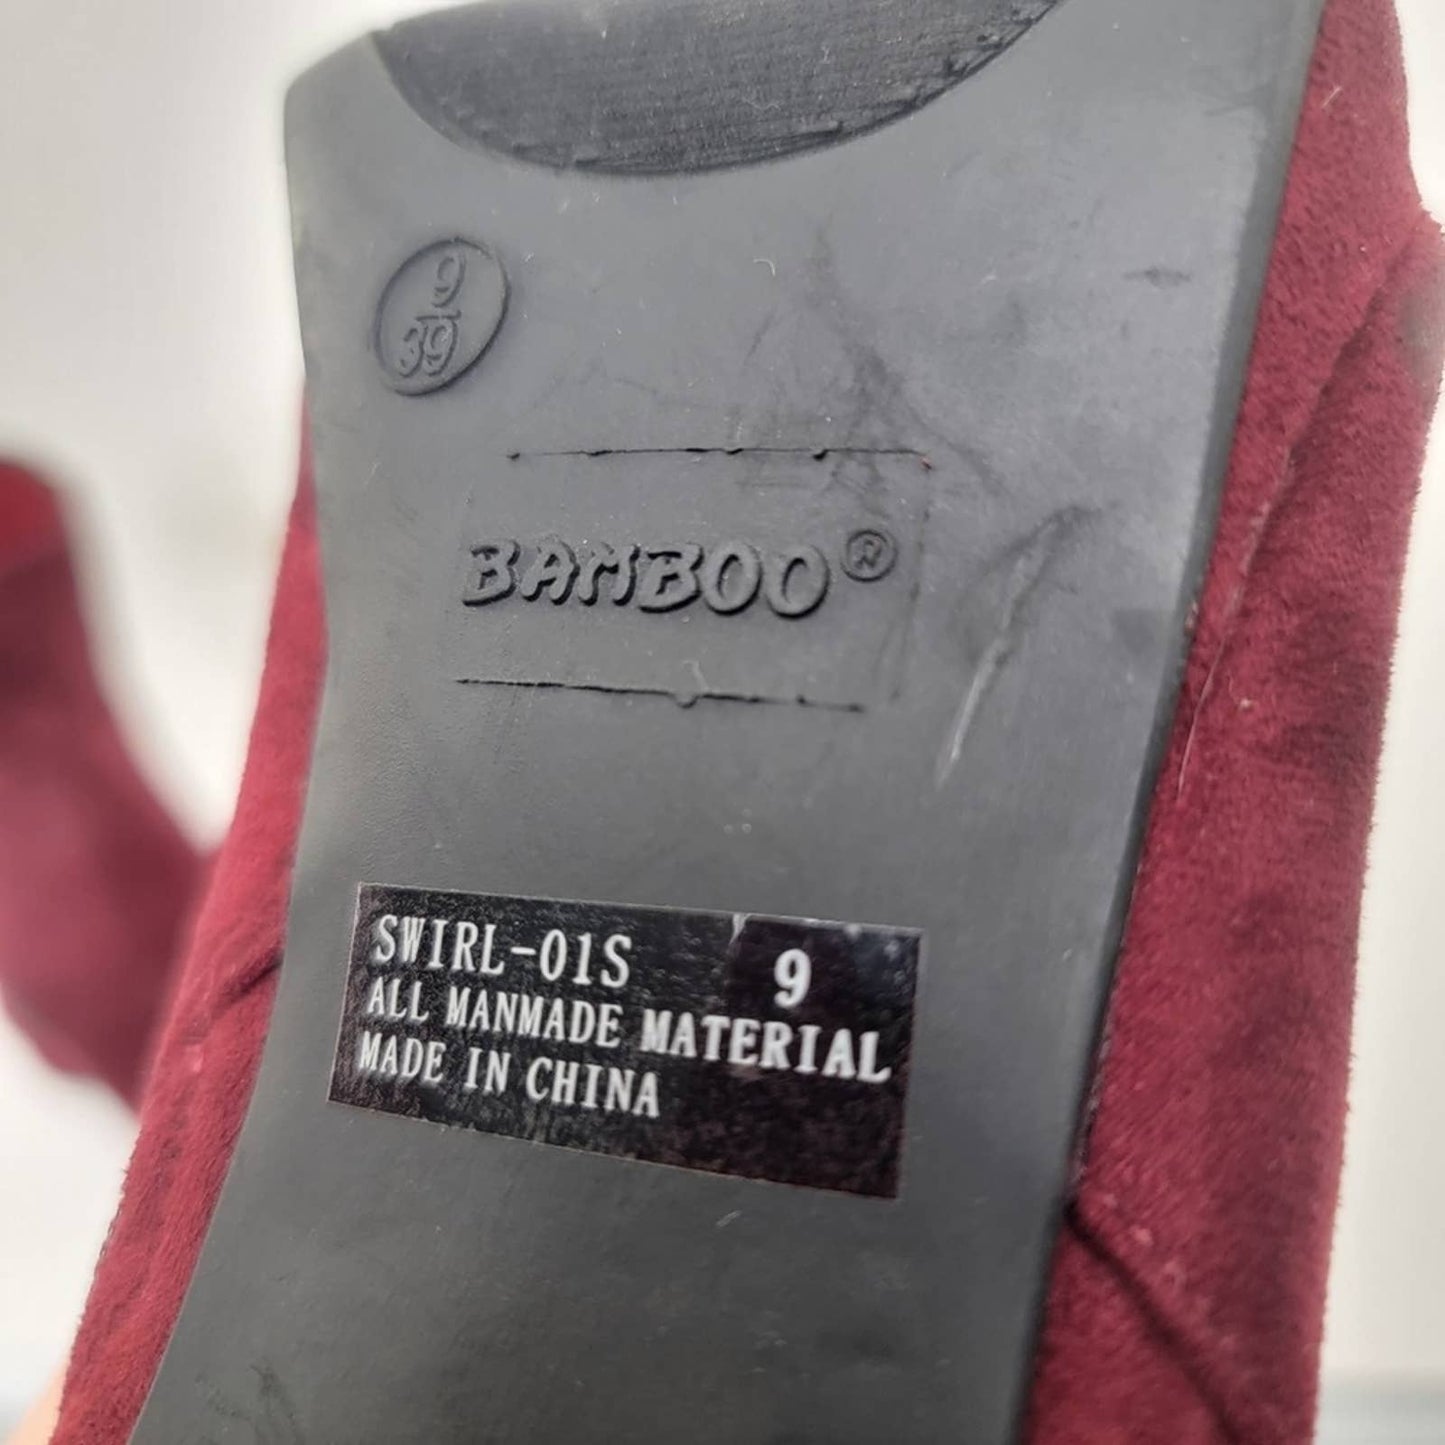 9
39
BAMBOO®
SWIRL-01S 9
ALL MANMADE MATERIAL
MADE IN CHINA